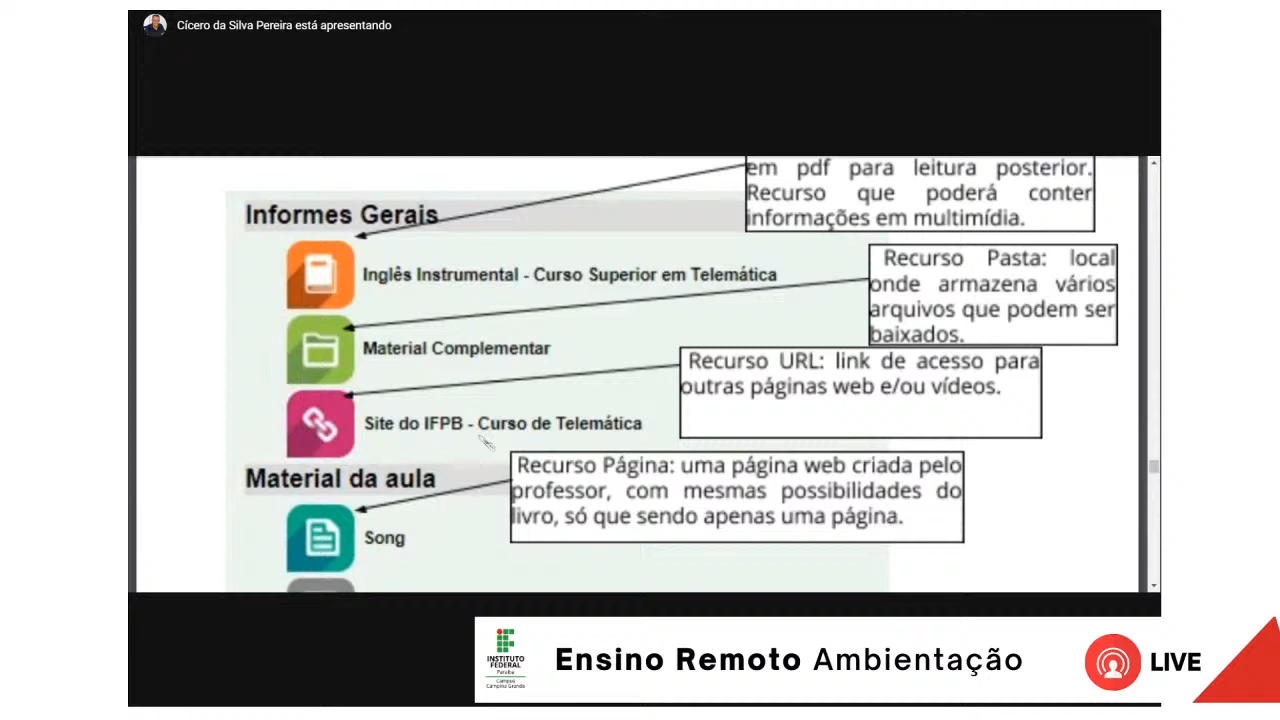 Cícero da Silva Pereira está apresentando
em pdf para leitura posterior.
Recurso que poderá conter
informações em multimídia.
Informes Gerais
Inglês Instrumental - Curso Superior em Telemática
Recurso Pasta: local
onde armazena vários
arquivos que podem ser
baixados.
Material Complementar
Recurso URL: link de acesso para
outras páginas web e/ou vídeos.
Site do IFPB - Curso de Telemática
Material da aula
Recurso Página: uma página web criada pelo
professor, com mesmas possibilidades do
livro, só que sendo apenas uma página.
Song
INSTITUTO
FEDERAL
Paraíba
Campus
Campina Grande
Ensino Remoto Ambientação
LIVE